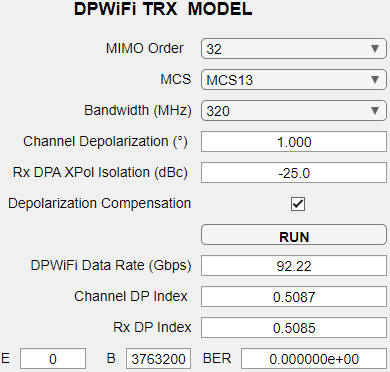 DPWiFi TRX MODEL
MIMO Order 32
MCS MCS13
Bandwidth (MHz) 320
Channel Depolarization (°) 1.000
Rx DPA XPol Isolation (dBc) -25.0
Depolarization Compensation
RUN
DPWiFi Data Rate (Gbps) 92.22
Channel DP Index 0.5087
Rx DP Index 0.5085
E 0 B 3763200 BER 0.000000e+00